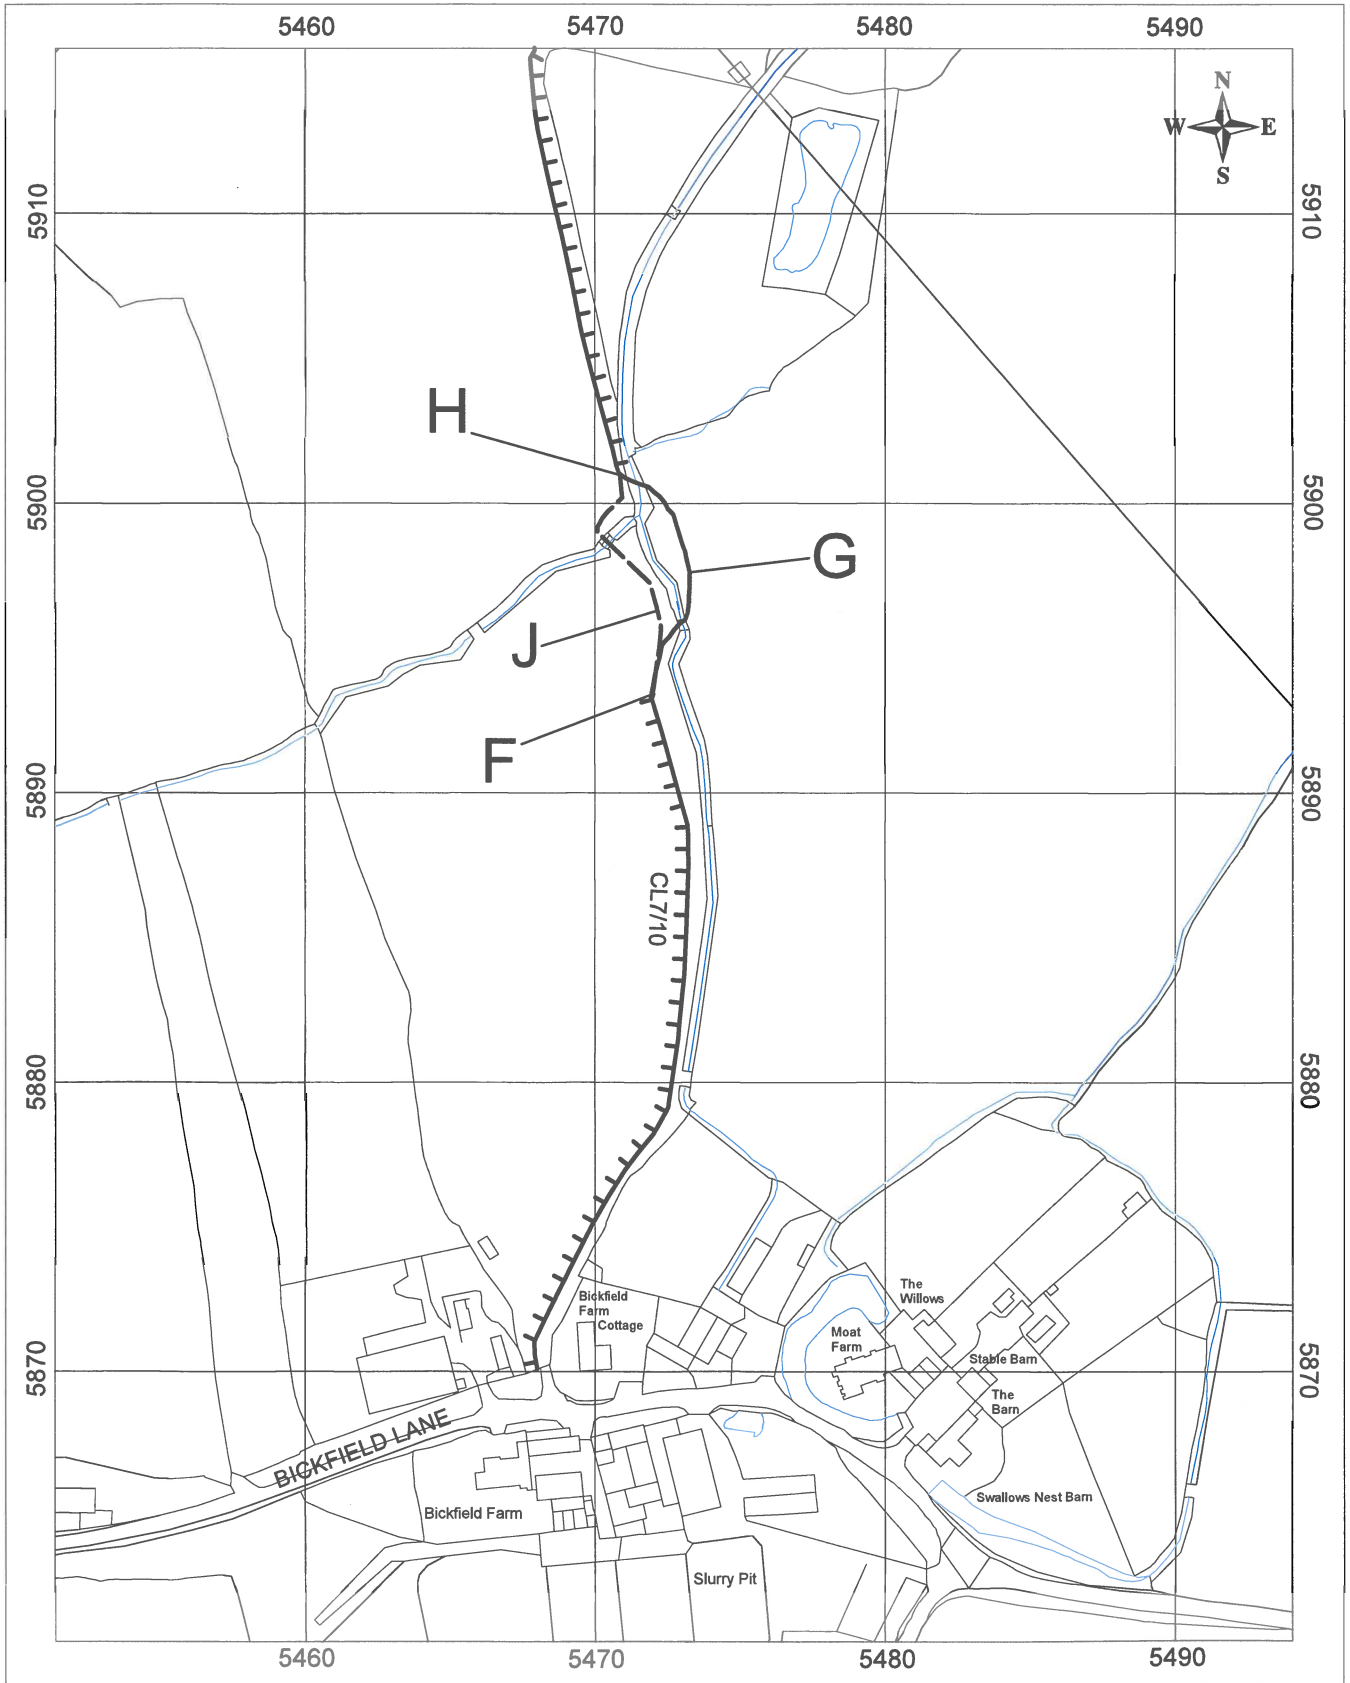 5460 5470 5480 5490
N
W E
S
5910 5910
H
5900 5900
G
J
F
5890 5890
CL7/10
5880 5880
The
Willows
Bickfield
Farm
Cottage
Moat
Farm
Stable Barn
5870 5870
The
Barn
BICKFIELD LANE
Swallows Nest Barn
Bickfield Farm
Slurry Pit
5460 5470 5480 5490